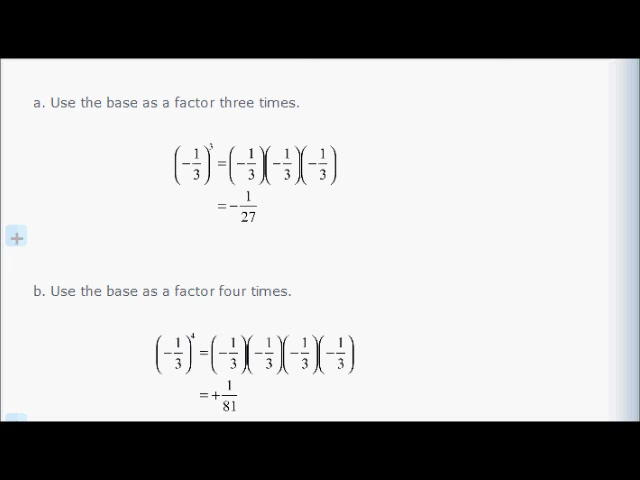 a. Use the base as a factor three times.
(-1/3)^3 = (-1/3)(-1/3)(-1/3)
= -1/27
b. Use the base as a factor four times.
(-1/3)^4 = (-1/3)(-1/3)(-1/3)(-1/3)
= +1/81